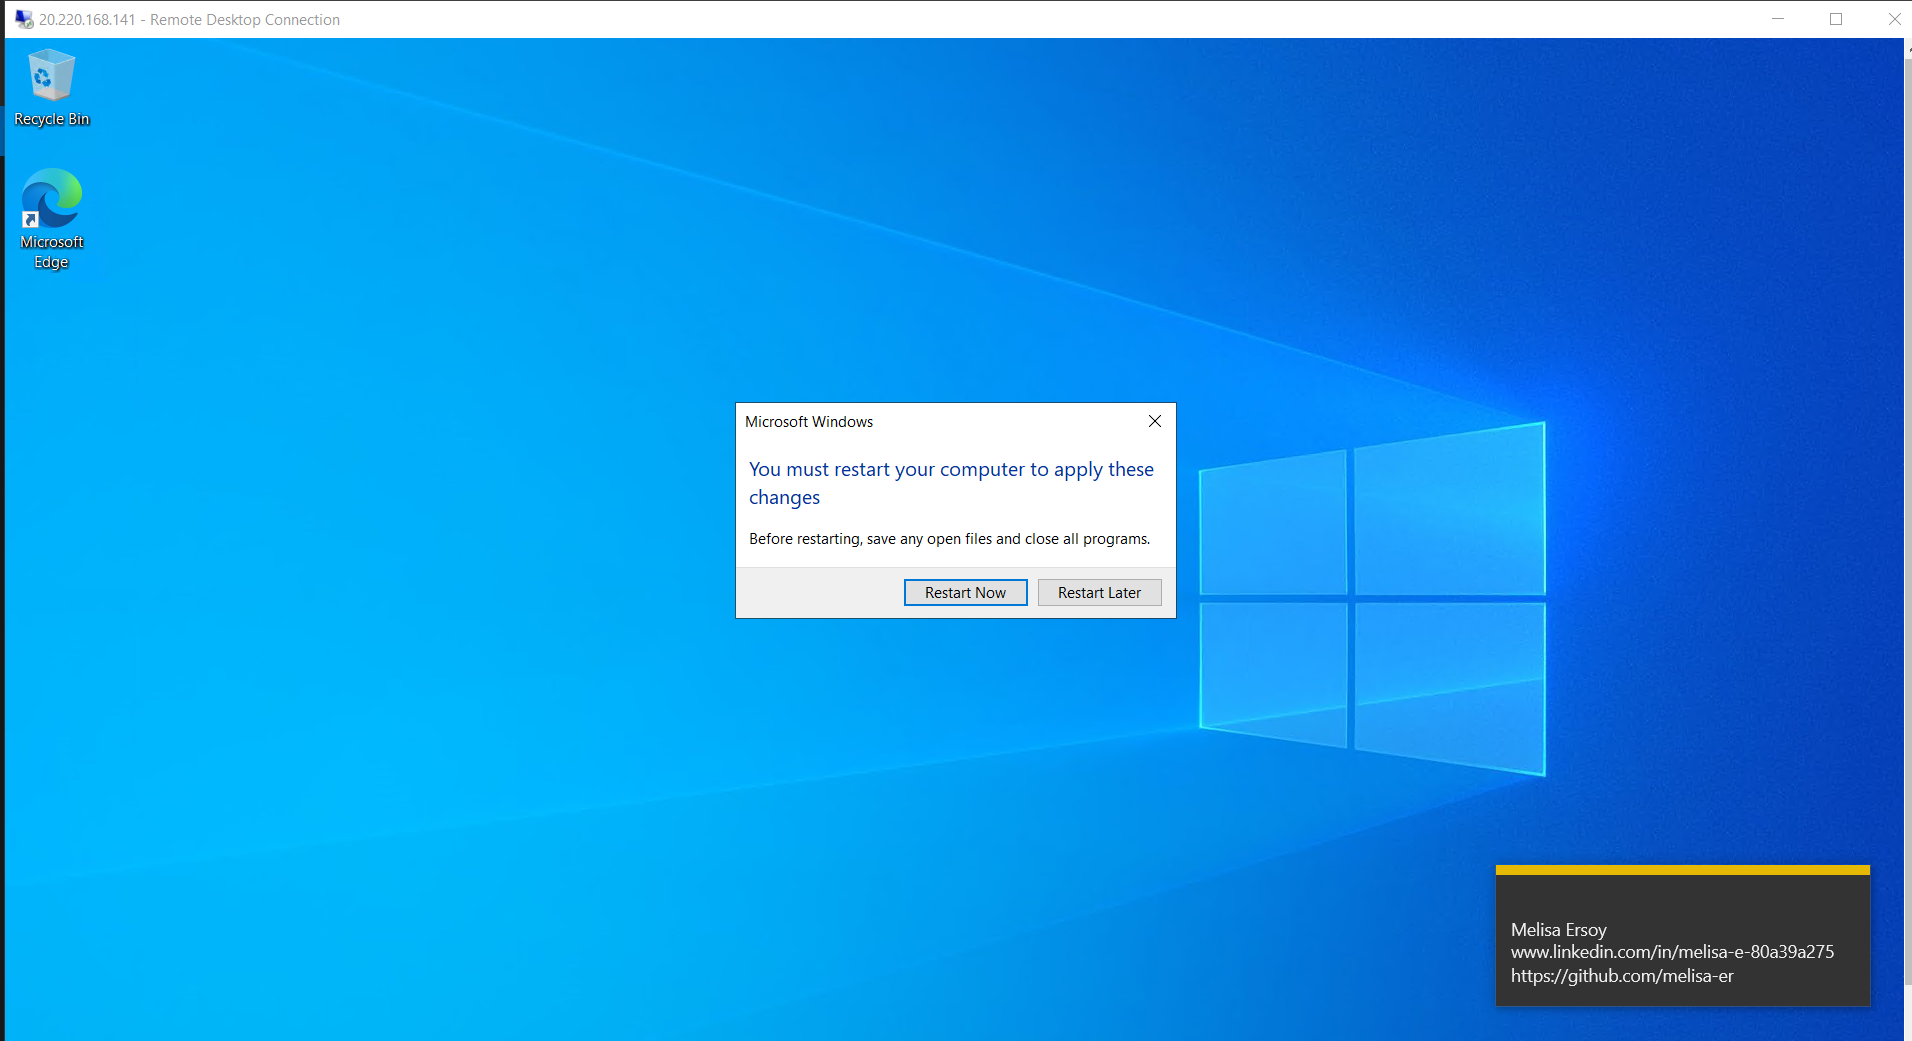 20.220.168.141 - Remote Desktop Connection
Recycle Bin
Microsoft
Edge
Microsoft Windows
You must restart your computer to apply these
changes
Before restarting, save any open files and close all programs.
Restart Now
Restart Later
Melisa Ersoy
www.linkedin.com/in/melisa-e-80a39a275
https://github.com/melisa-er